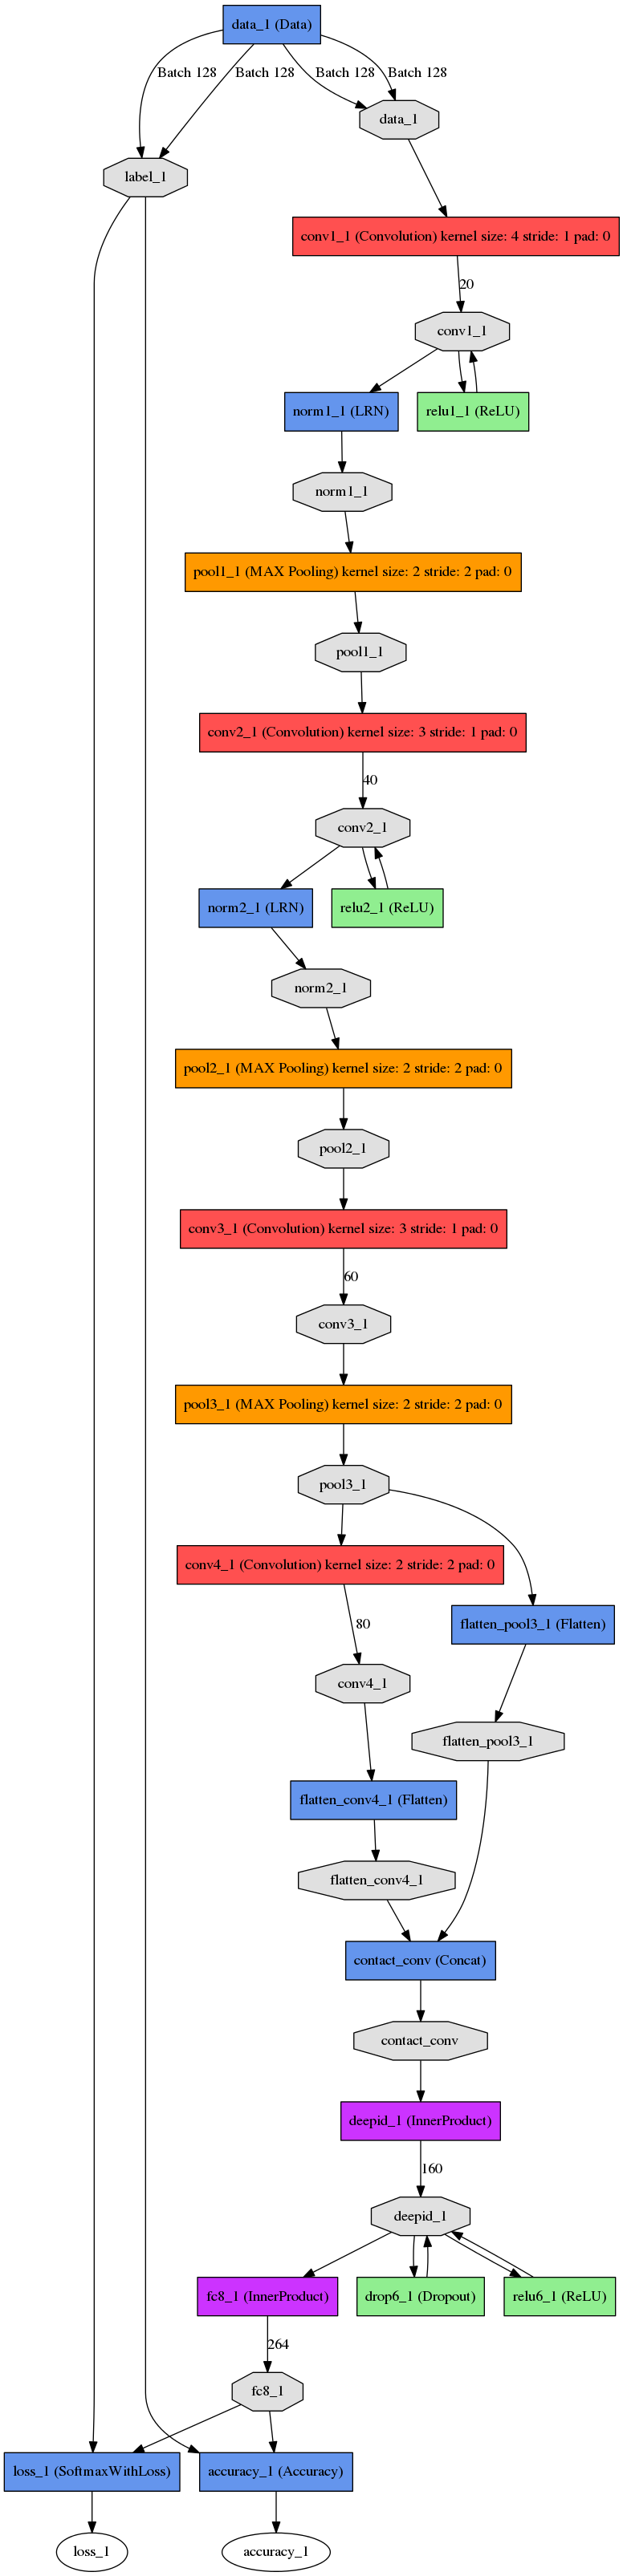 data_1 (Data)
Batch 128
Batch 128
Batch 128
Batch 128
data_1
label_1
conv1_1 (Convolution) kernel size: 4 stride: 1 pad: 0
20
conv1_1
norm1_1 (LRN)
relu1_1 (ReLU)
norm1_1
pool1_1 (MAX Pooling) kernel size: 2 stride: 2 pad: 0
pool1_1
conv2_1 (Convolution) kernel size: 3 stride: 1 pad: 0
40
conv2_1
norm2_1 (LRN)
relu2_1 (ReLU)
norm2_1
pool2_1 (MAX Pooling) kernel size: 2 stride: 2 pad: 0
pool2_1
conv3_1 (Convolution) kernel size: 3 stride: 1 pad: 0
60
conv3_1
pool3_1 (MAX Pooling) kernel size: 2 stride: 2 pad: 0
pool3_1
conv4_1 (Convolution) kernel size: 2 stride: 2 pad: 0
flatten_pool3_1 (Flatten)
80
conv4_1
flatten_pool3_1
flatten_conv4_1 (Flatten)
flatten_conv4_1
contact_conv (Concat)
contact_conv
deepid_1 (InnerProduct)
160
deepid_1
fc8_1 (InnerProduct)
drop6_1 (Dropout)
relu6_1 (ReLU)
264
fc8_1
loss_1 (SoftmaxWithLoss)
accuracy_1 (Accuracy)
loss_1
accuracy_1